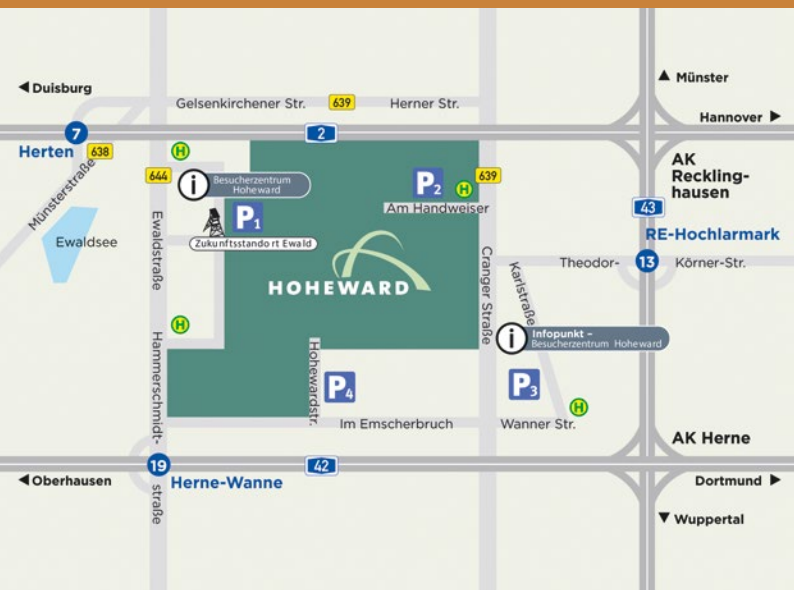 ◀ Duisburg
▲ Münster
Gelsenkirchener Str. 639 Herner Str.
Hannover ▶
7
2
Herten 638
H
AK
Reckling-
hausen
644
i Besucherzentrum
Hoheward
P2
H
639
Am Handweiser
43
Münsterstraße
P1
Ewaldsee
Ewaldstraße
Zukunftsstandort Ewald
RE-Hochlarmark
Theodor- 13 Körner-Str.
HOHEWARD
Cranger Straße
Karlstraße
H
i Infopunkt –
Besucherzentrum Hoheward
Hammerschmidt-
straße
Hohewardstr.
P4
P3
H
Im Emscherbruch
Wanner Str.
AK Herne
19
42
◀ Oberhausen
Herne-Wanne
Dortmund ▶
▼ Wuppertal